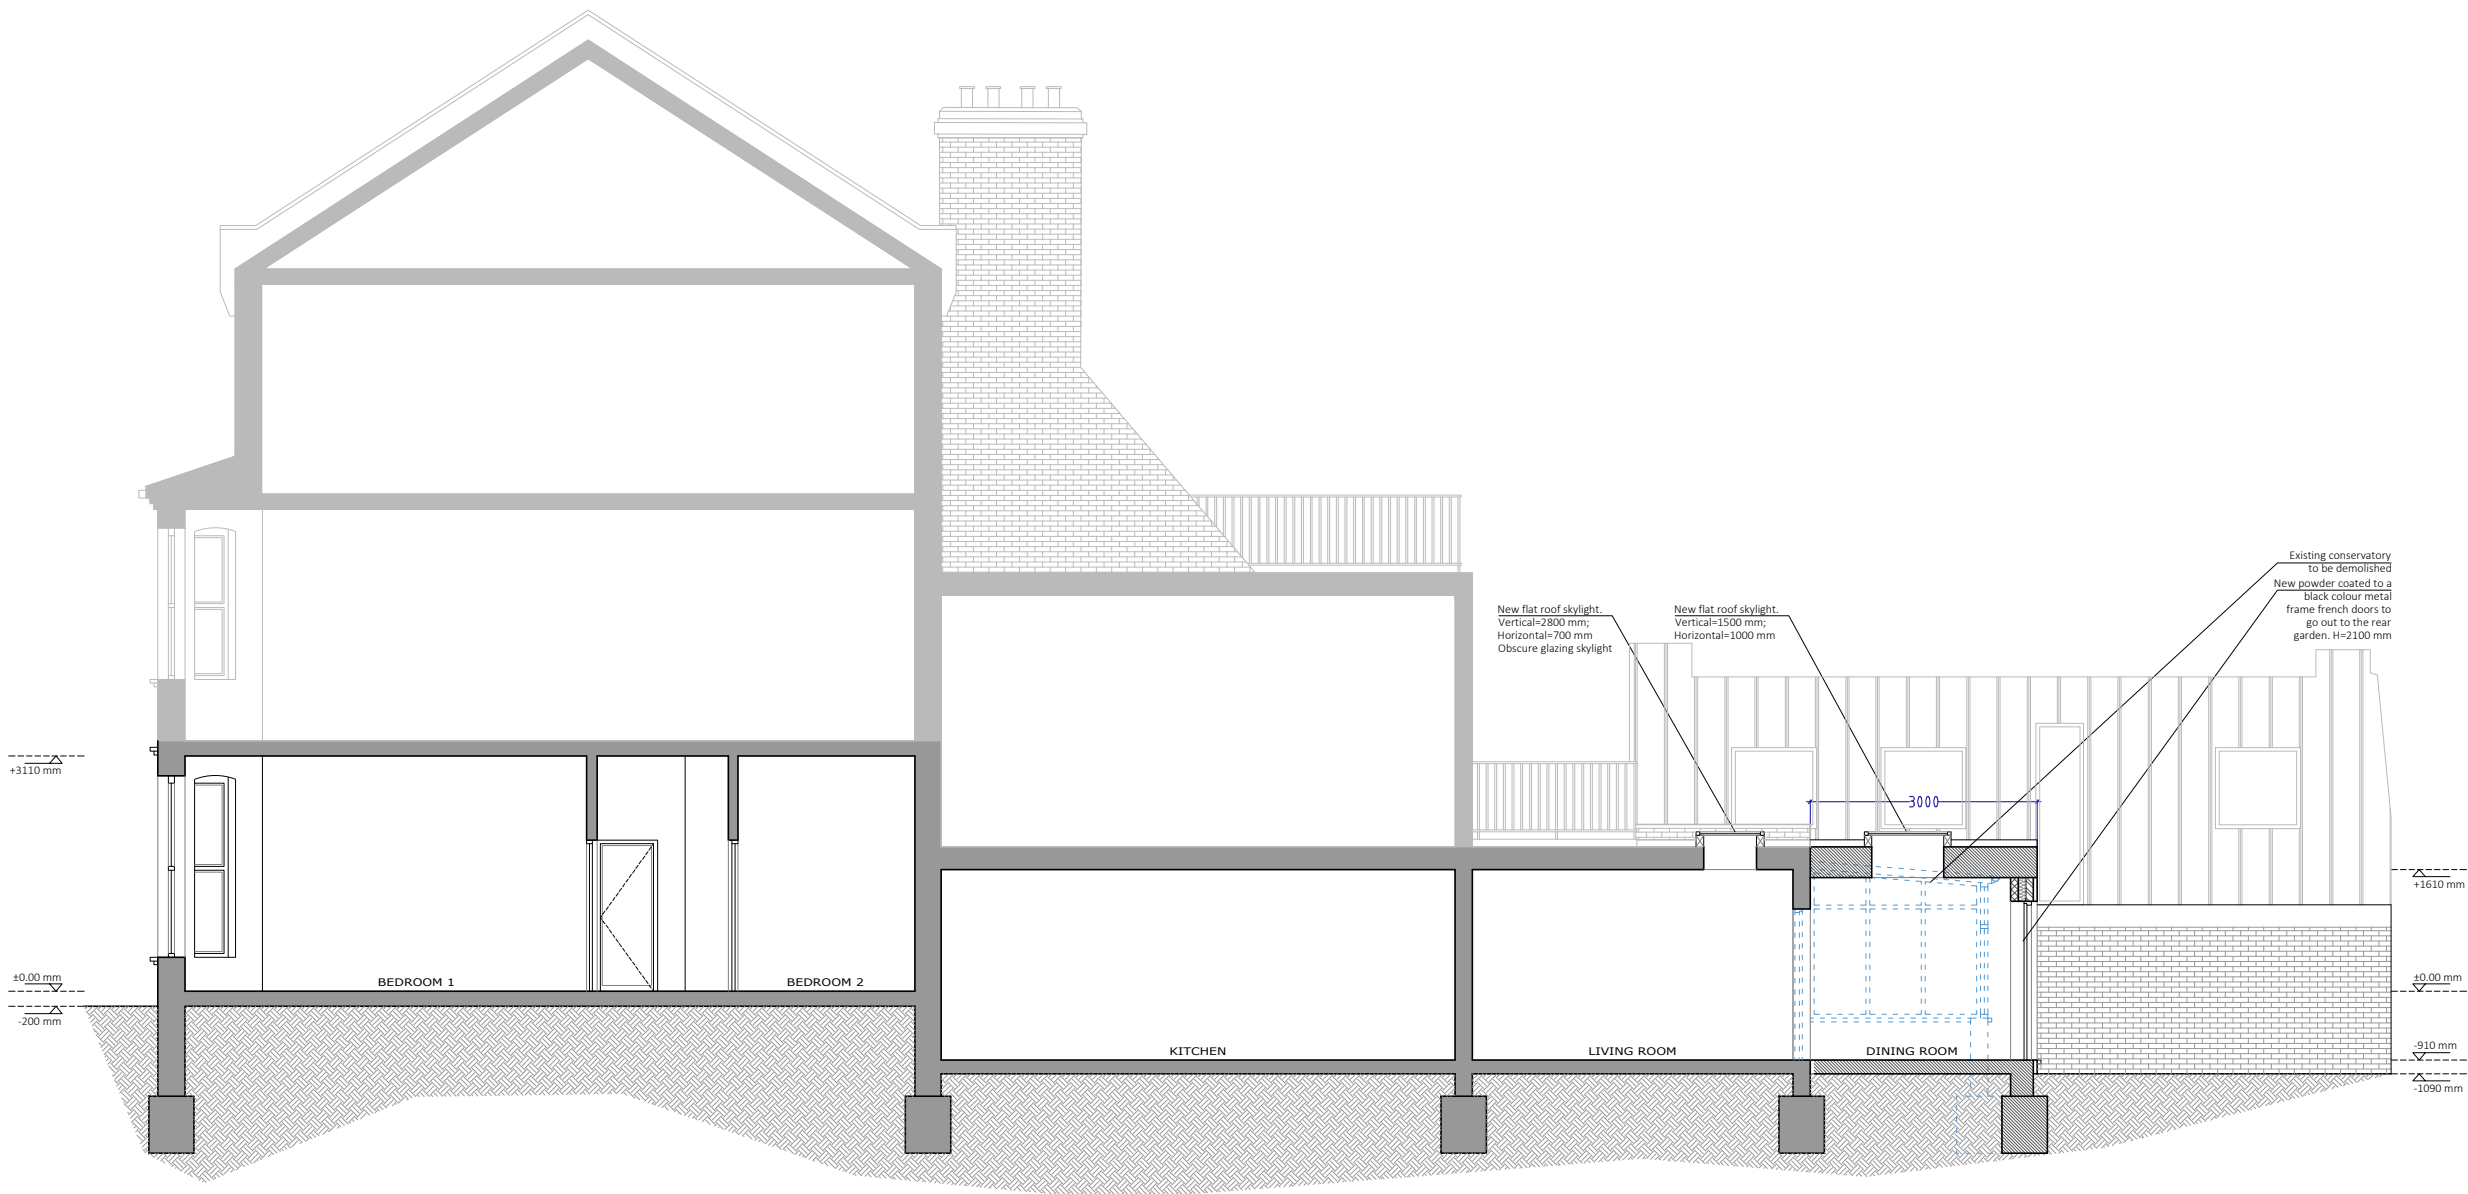 Existing conservatory
to be demolished
New powder coated to a
black colour metal
frame french doors to
go out to the rear
garden. H=2100 mm
New flat roof skylight.
Vertical=2800 mm;
Horizontal=700 mm
Obscure glazing skylight
New flat roof skylight.
Vertical=1500 mm;
Horizontal=1000 mm
+3110 mm
3000
+1610 mm
±0.00 mm
-200 mm
BEDROOM 1
BEDROOM 2
±0.00 mm
KITCHEN
LIVING ROOM
DINING ROOM
-910 mm
-1090 mm